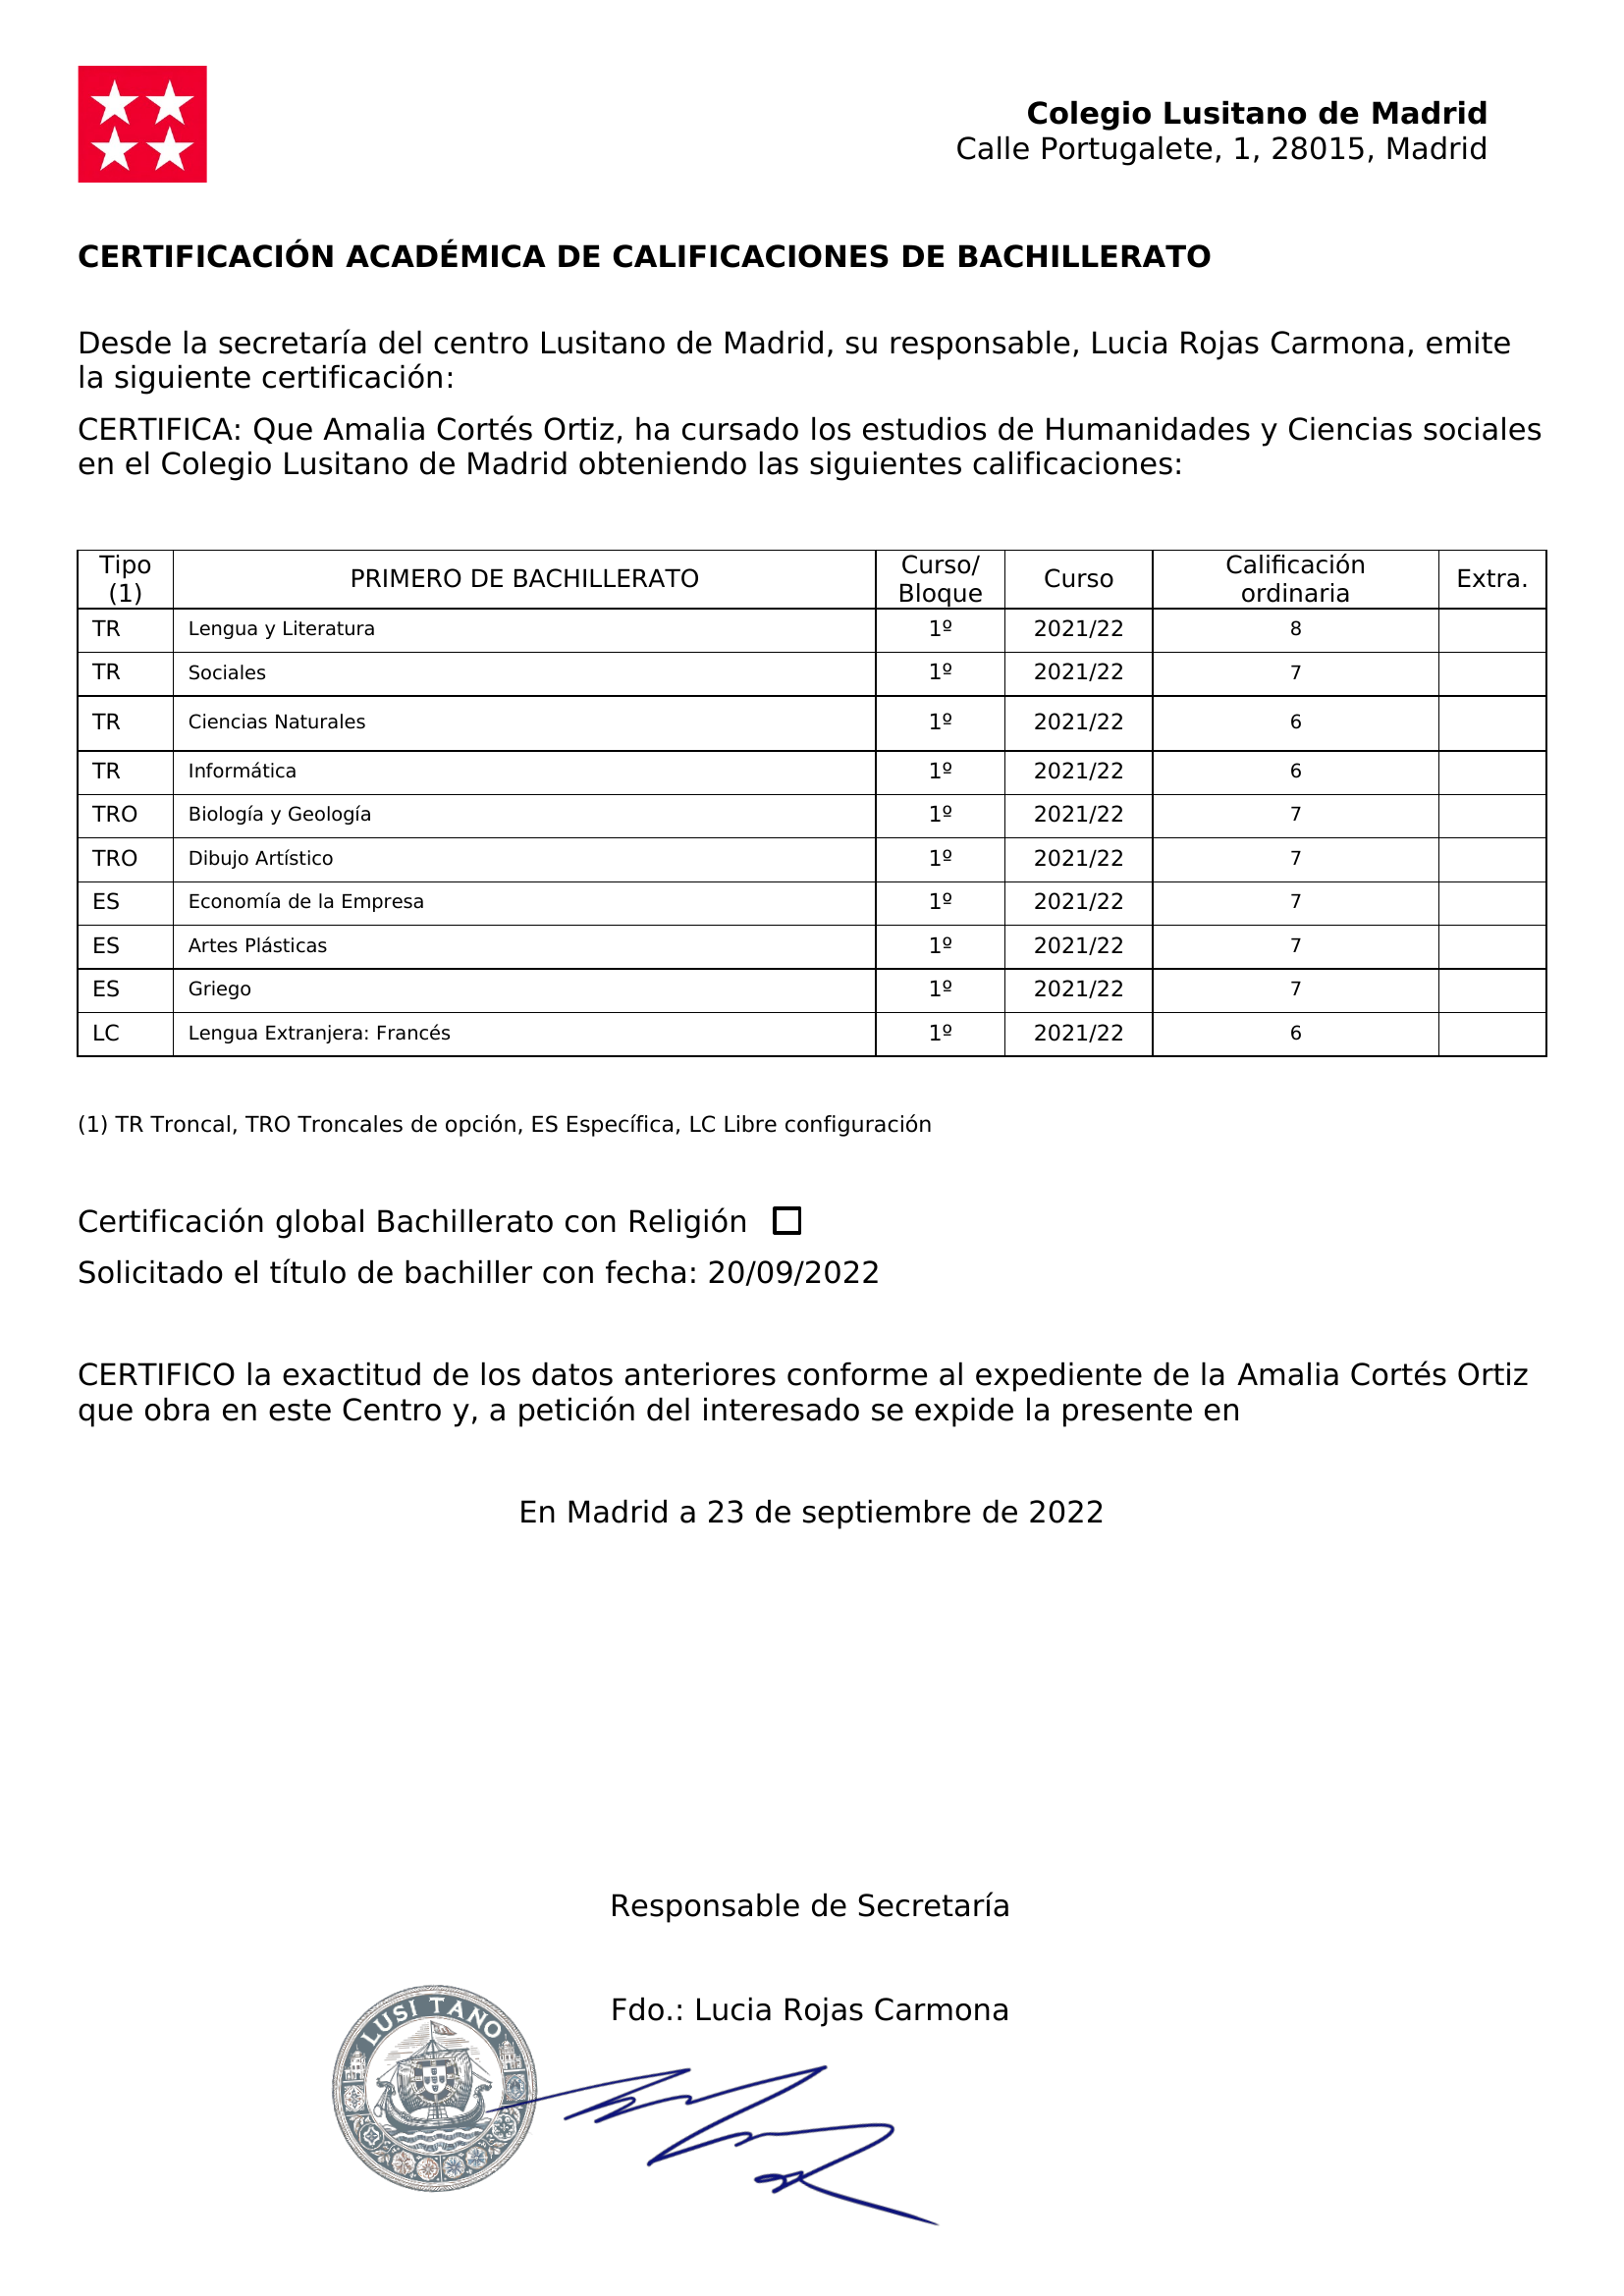 Colegio Lusitano de Madrid
Calle Portugalete, 1, 28015, Madrid
CERTIFICACIÓN ACADÉMICA DE CALIFICACIONES DE BACHILLERATO
Desde la secretaría del centro Lusitano de Madrid, su responsable, Lucia Rojas Carmona, emite
la siguiente certificación:
CERTIFICA: Que Amalia Cortés Ortiz, ha cursado los estudios de Humanidades y Ciencias sociales
en el Colegio Lusitano de Madrid obteniendo las siguientes calificaciones:
Tipo (1) PRIMERO DE BACHILLERATO Curso/ Bloque Curso Calificación ordinaria Extra.
TR Lengua y Literatura 1º 2021/22 8
TR Sociales 1º 2021/22 7
TR Ciencias Naturales 1º 2021/22 6
TR Informática 1º 2021/22 6
TRO Biología y Geología 1º 2021/22 7
TRO Dibujo Artístico 1º 2021/22 7
ES Economía de la Empresa 1º 2021/22 7
ES Artes Plásticas 1º 2021/22 7
ES Griego 1º 2021/22 7
LC Lengua Extranjera: Francés 1º 2021/22 6
(1) TR Troncal, TRO Troncales de opción, ES Específica, LC Libre configuración
Certificación global Bachillerato con Religión
Solicitado el título de bachiller con fecha: 20/09/2022
CERTIFICO la exactitud de los datos anteriores conforme al expediente de la Amalia Cortés Ortiz
que obra en este Centro y, a petición del interesado se expide la presente en
En Madrid a 23 de septiembre de 2022
Responsable de Secretaría
Fdo.: Lucia Rojas Carmona
LUSI TANO